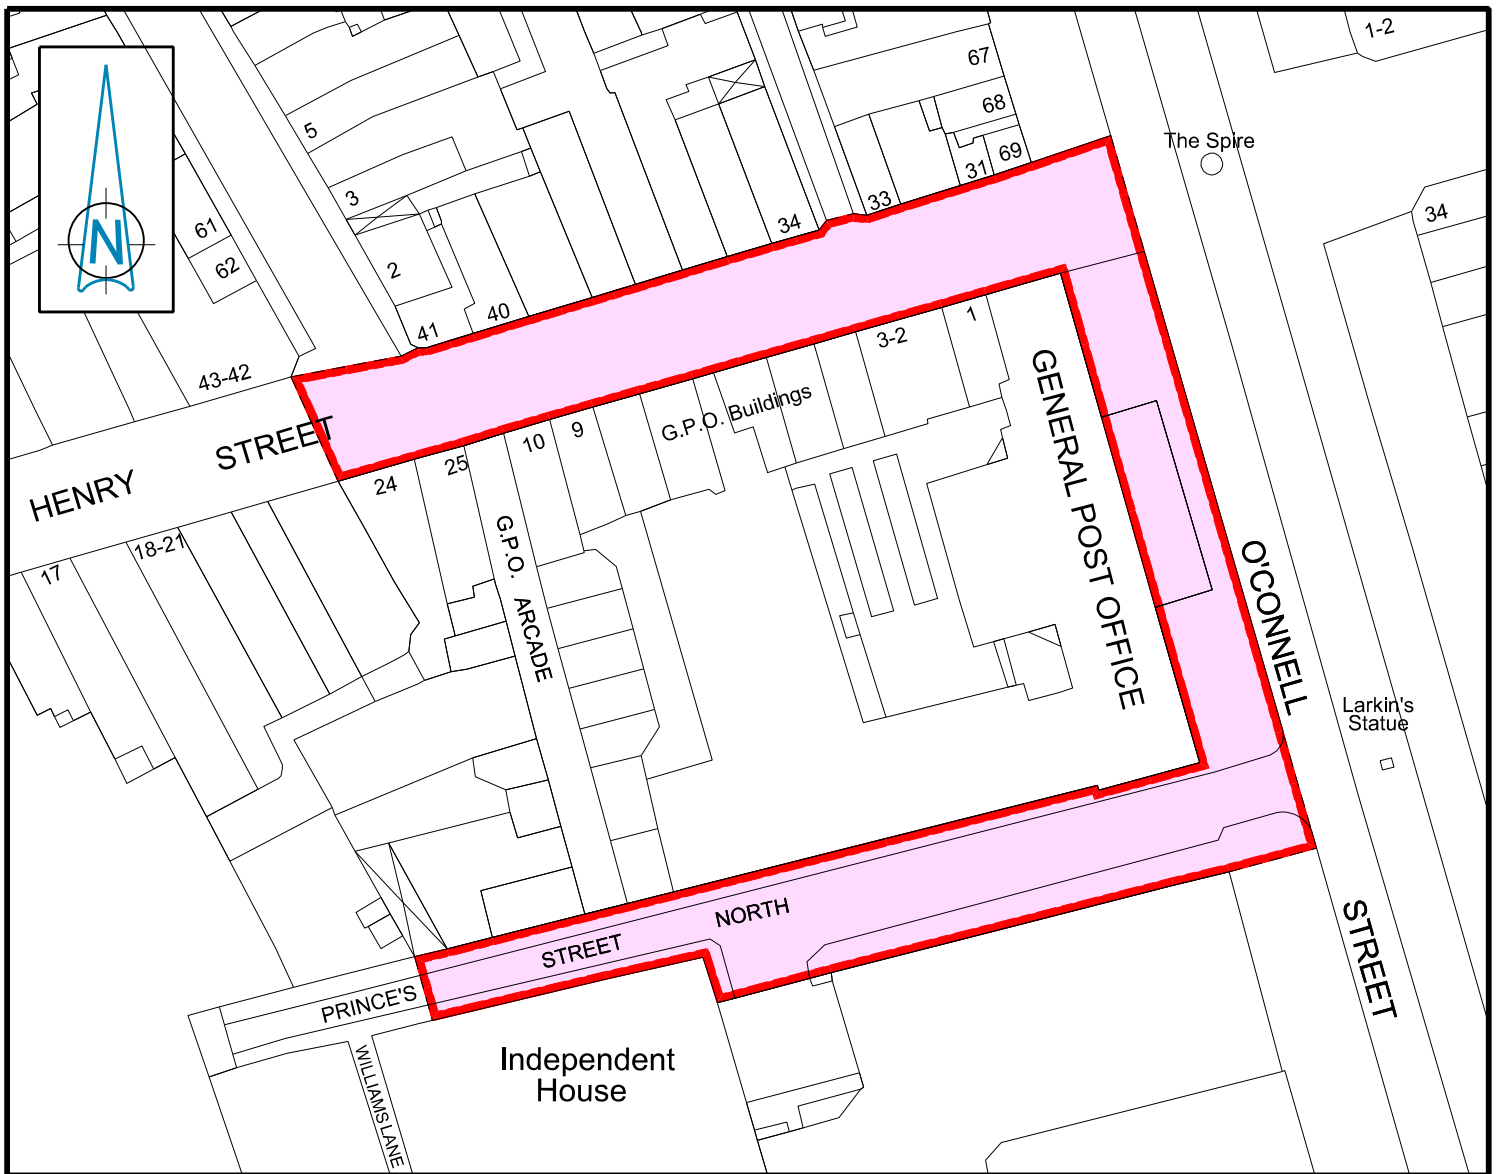 1-2
67
68
69
31
33
34
The Spire
34
5
3
2
61
62
N
41
40
43-42
HENRY STREET
1
3-2
G.P.O. Buildings
9
10
25
24
18-21
17
G.P.O. ARCADE
GENERAL POST OFFICE
O'CONNELL STREET
Larkin's
Statue
PRINCE'S STREET NORTH
WILLIAMS LANE
Independent
House